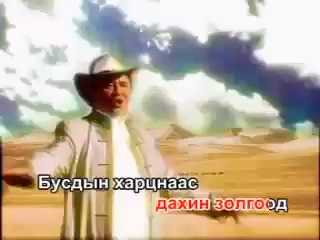 Бусдын харцнаас
дахин золгоод